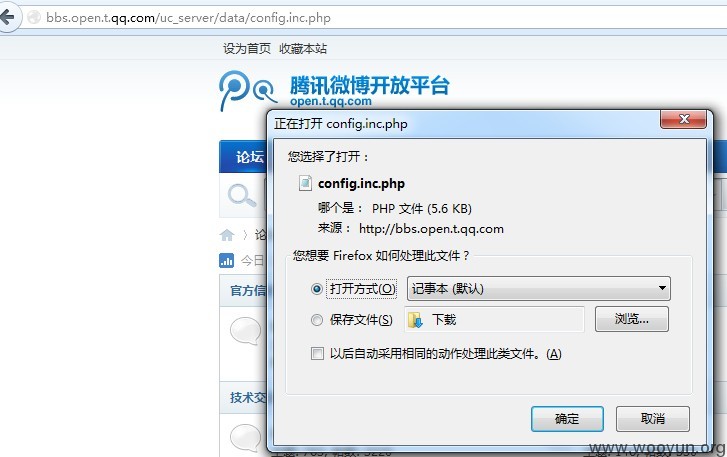 bbs.open.t.qq.com/uc_server/data/config.inc.php
设为首页 收藏本站
腾讯微博开放平台
open.t.qq.com
正在打开 config.inc.php
论坛
您选择了打开：
config.inc.php
哪个是： PHP 文件 (5.6 KB)
来源： http://bbs.open.t.qq.com
论
您想要 Firefox 如何处理此文件？
今日
打开方式(O) 记事本 (默认)
官方信
保存文件(S) 下载 浏览...
以后自动采用相同的动作处理此类文件。(A)
技术交
确定 取消
www.wooyun.org